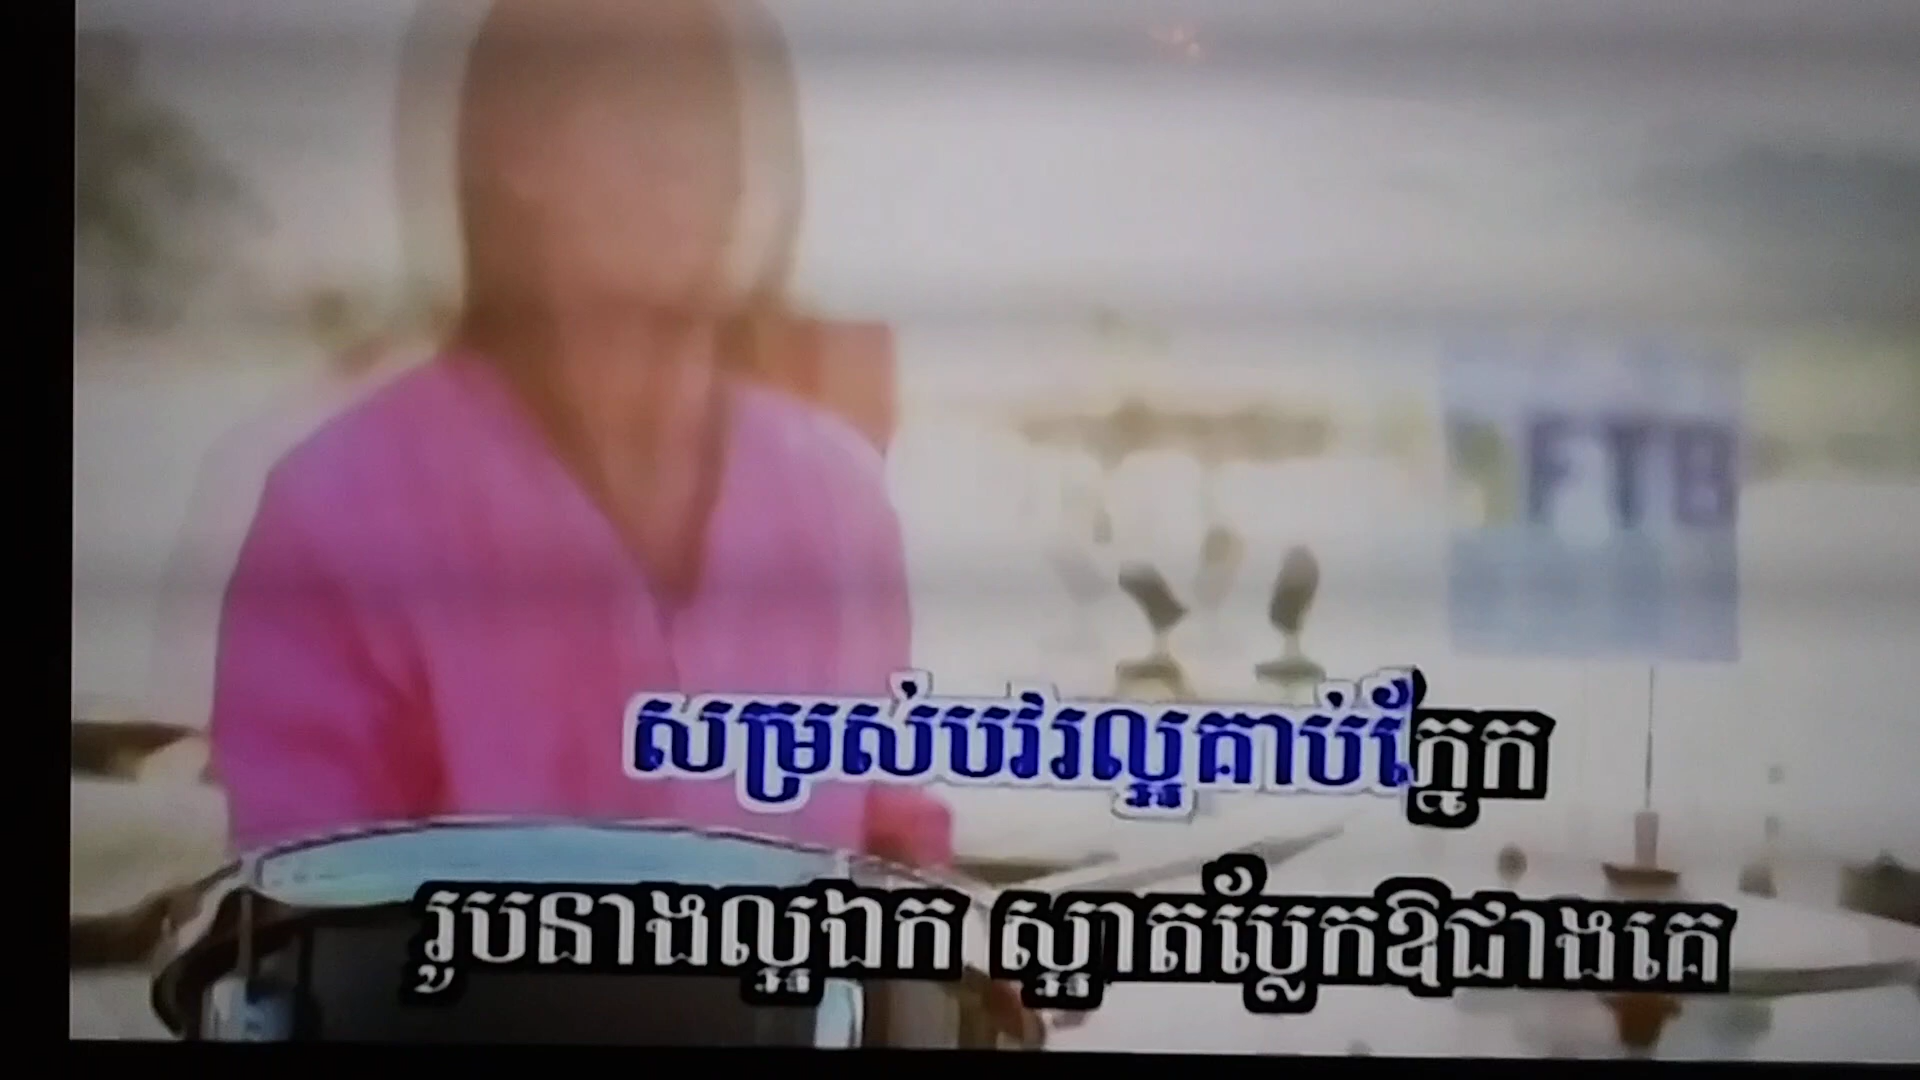 FTB
សម្រស់បវរល្អគាប់ភ្នែក
រូបនាងល្អឯក ស្អាតប្លែកឱជាងគេ